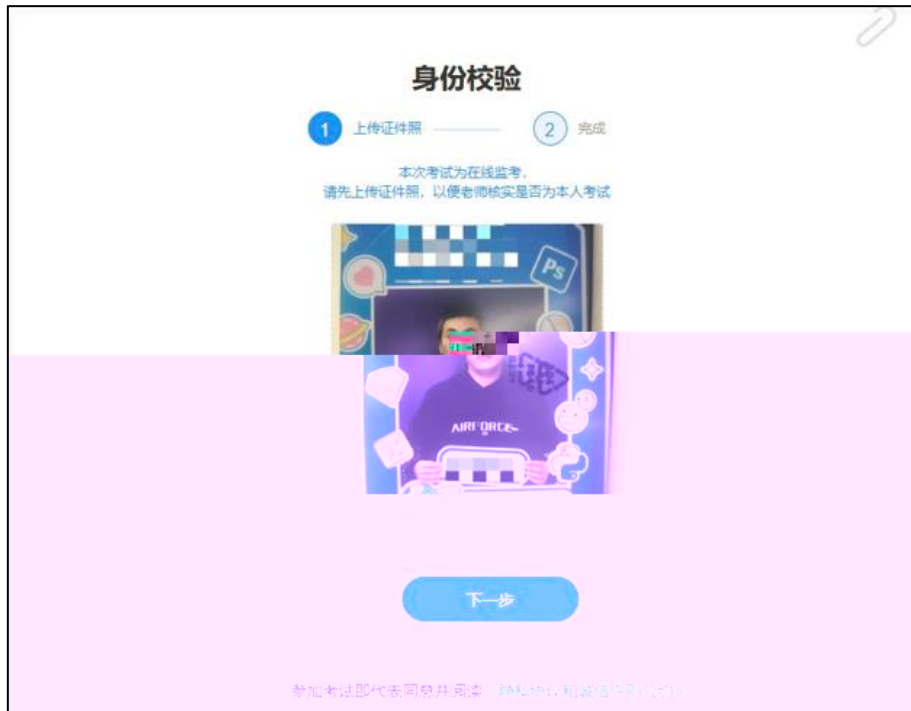 身份校验
1 上传证件照
2 完成
本次考试为在线监考，
请先上传证件照，以便老师核实是否为本人考试
Ps
AIRFORCE
下一步
参加考试即代表同意并阅读